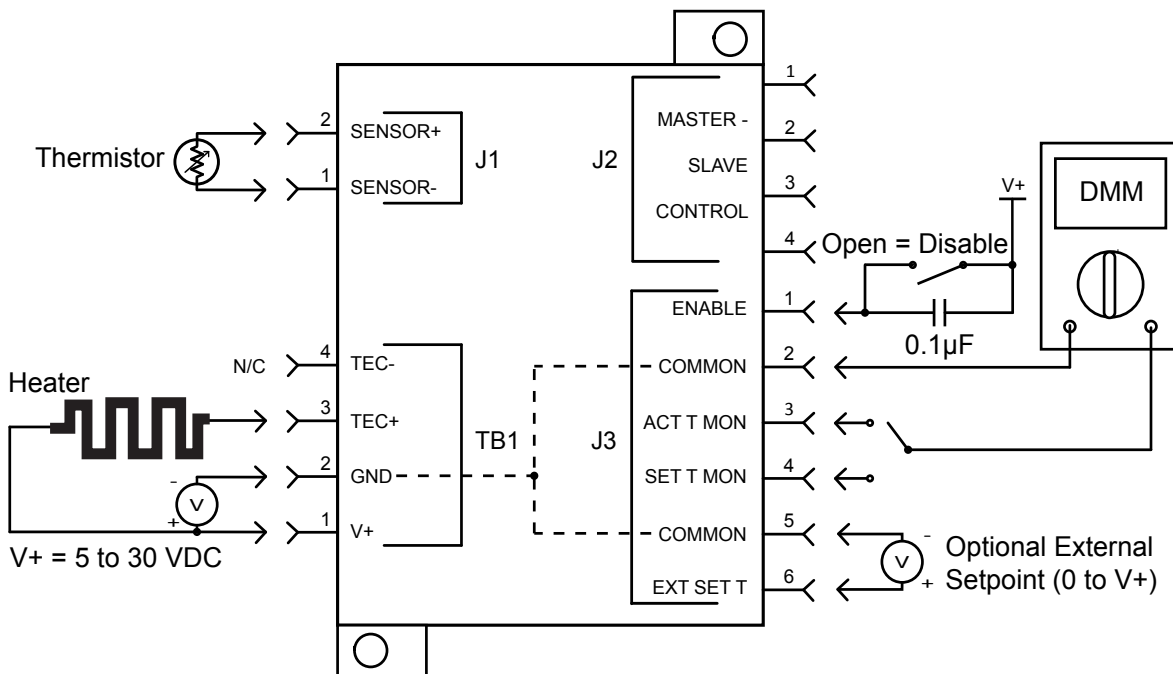 Thermistor
2
SENSOR+
1
SENSOR-
J1
J2
1
MASTER -
2
SLAVE
3
CONTROL
4
V+
DMM
Open = Disable
0.1µF
ENABLE
1
COMMON
2
ACT T MON
3
SET T MON
4
COMMON
5
EXT SET T
6
J3
Heater
N/C
4
TEC-
3
TEC+
2
GND
1
V+
TB1
-
V
+
V+ = 5 to 30 VDC
-
V
+
Optional External
Setpoint (0 to V+)